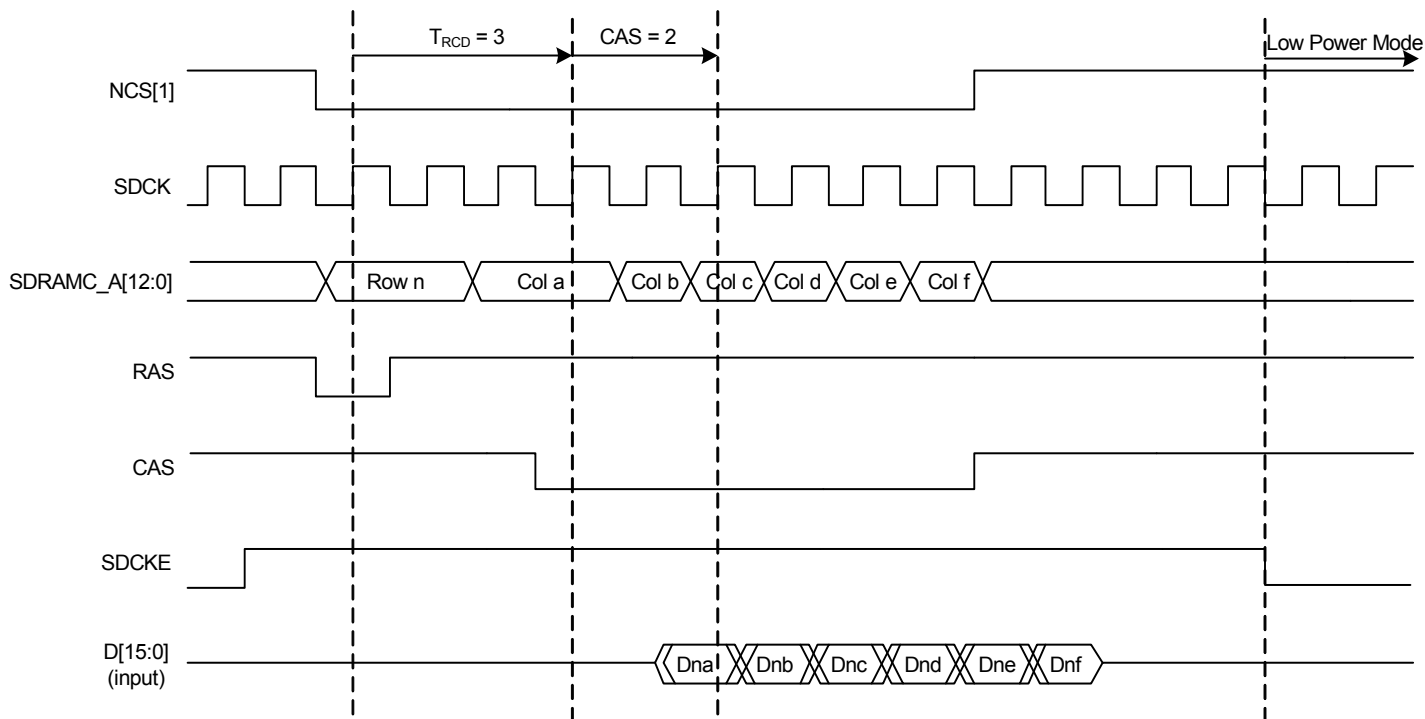 T_RCD = 3
CAS = 2
Low Power Mode
NCS[1]
SDCK
SDRAMC_A[12:0]
Row n
Col a
Col b
Col c
Col d
Col e
Col f
RAS
CAS
SDCKE
D[15:0]
(input)
Dna
Dnb
Dnc
Dnd
Dne
Dnf